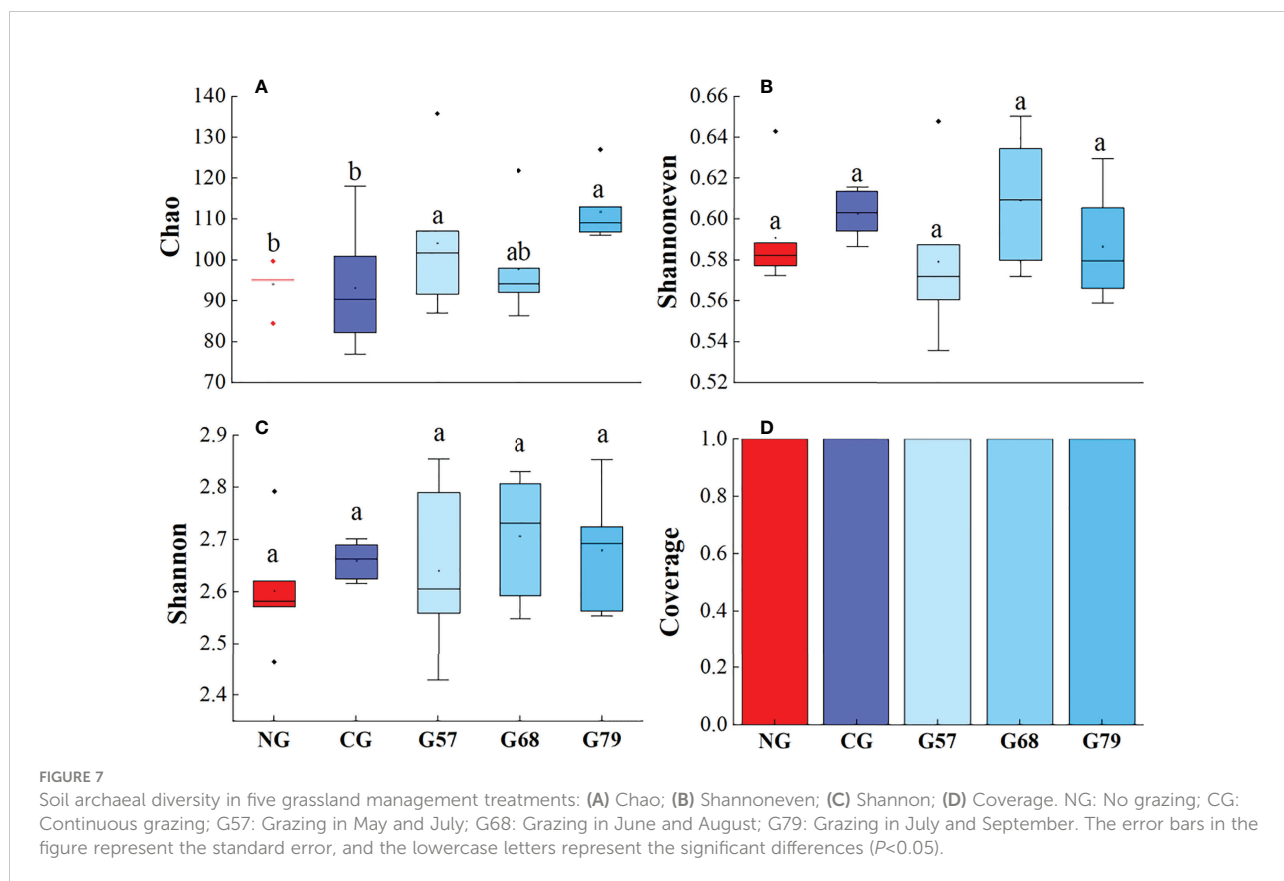 A
Chao
140
130
120
110
100
90
80
70
b
b
a
ab
a
B
Shannoneven
0.66
0.64
0.62
0.60
0.58
0.56
0.54
0.52
a
a
a
a
a
C
Shannon
2.9
2.8
2.7
2.6
2.5
2.4
a
a
a
a
a
NG CG G57 G68 G79
D
Coverage
1.0
0.8
0.6
0.4
0.2
0.0
NG CG G57 G68 G79
FIGURE 7
Soil archaeal diversity in five grassland management treatments: (A) Chao; (B) Shannoneven; (C) Shannon; (D) Coverage. NG: No grazing; CG:
Continuous grazing; G57: Grazing in May and July; G68: Grazing in June and August; G79: Grazing in July and September. The error bars in the
figure represent the standard error, and the lowercase letters represent the significant differences (P<0.05).